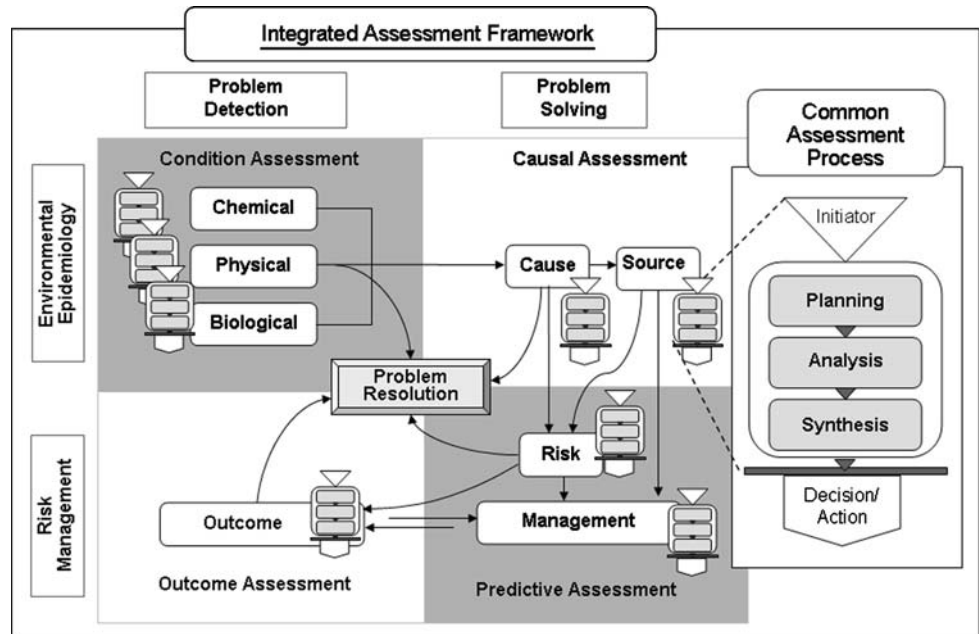 Integrated Assessment Framework
Problem
Detection
Problem
Solving
Common
Assessment
Process
Condition Assessment
Causal Assessment
Environmental
Epidemiology
Chemical
Physical
Biological
Cause
Source
Initiator
Planning
Analysis
Synthesis
Decision/
Action
Problem
Resolution
Risk
Management
Risk
Outcome
Management
Outcome Assessment
Predictive Assessment